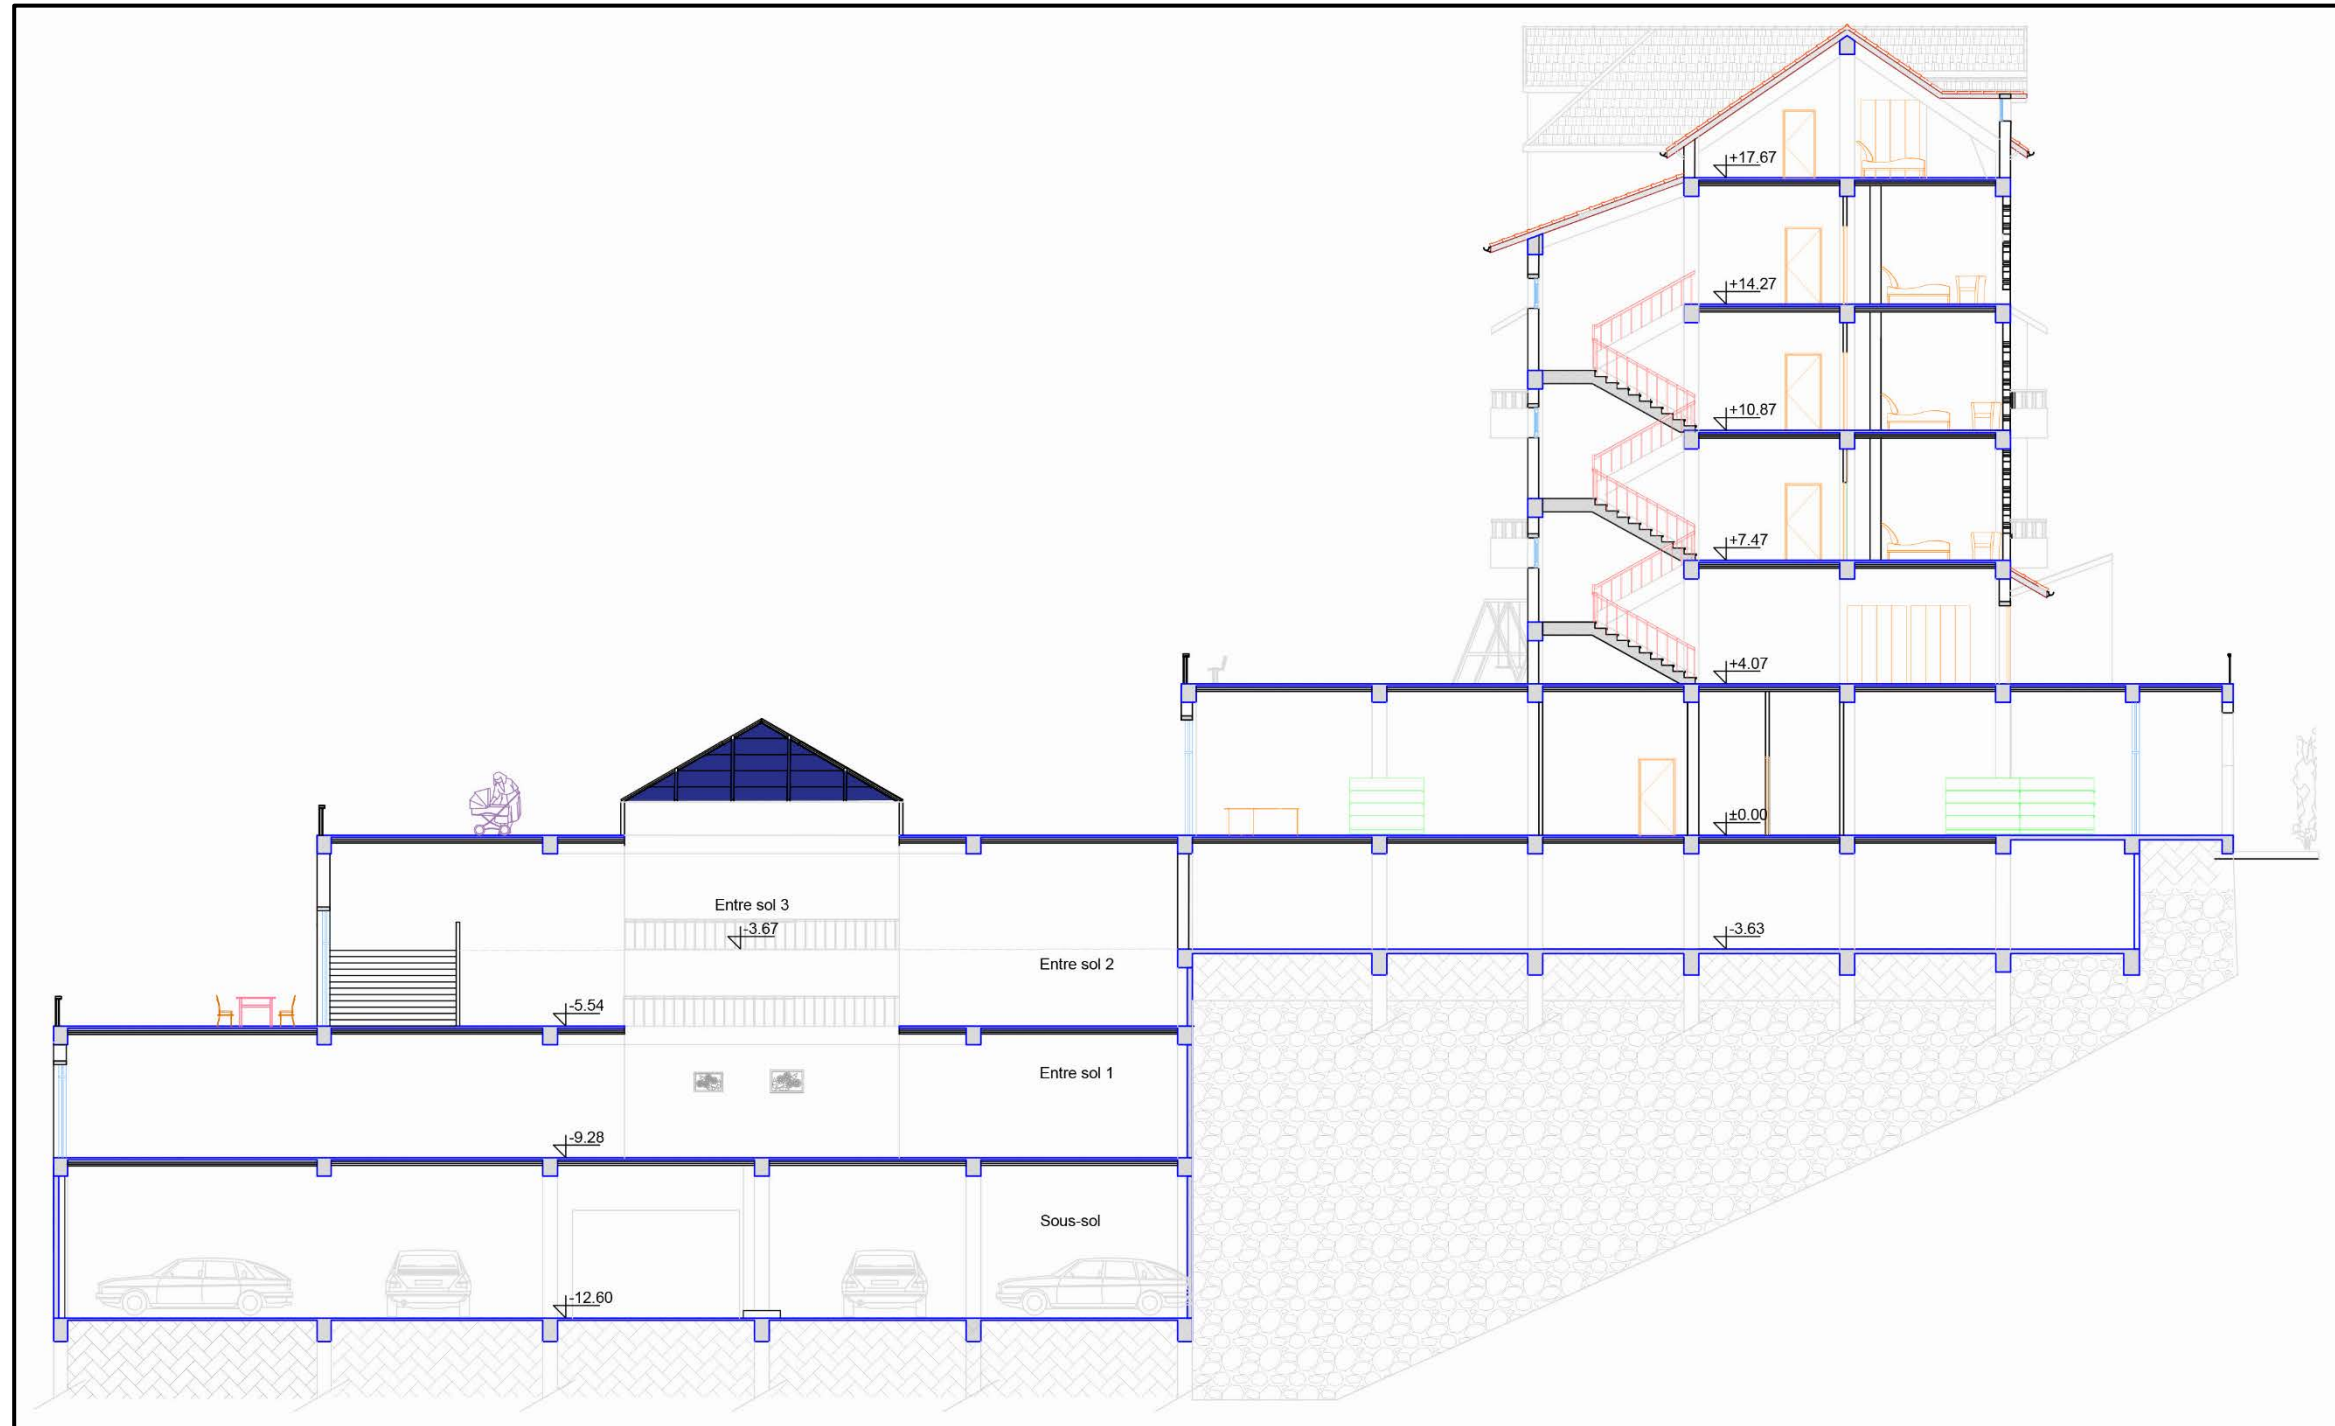 +17.67
+14.27
+10.87
+7.47
+4.07
±0.00
Entre sol 3
-3.67
-3.63
Entre sol 2
-5.54
Entre sol 1
-9.28
Sous-sol
-12.60